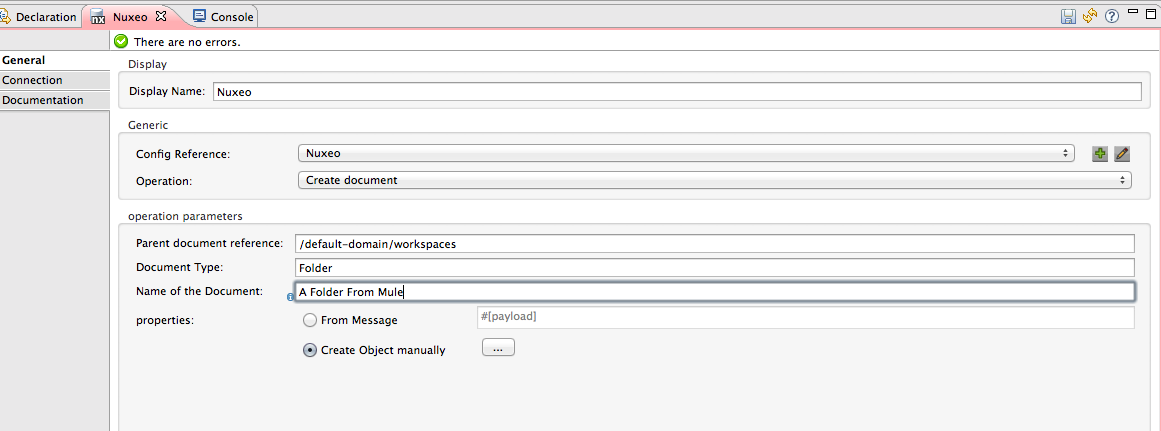 Declaration Nuxeo Console
There are no errors.
General
Connection
Documentation
Display
Display Name: Nuxeo
Generic
Config Reference: Nuxeo
Operation: Create document
operation parameters
Parent document reference: /default-domain/workspaces
Document Type: Folder
Name of the Document: A Folder From Mule
properties: From Message #[payload]
Create Object manually ...